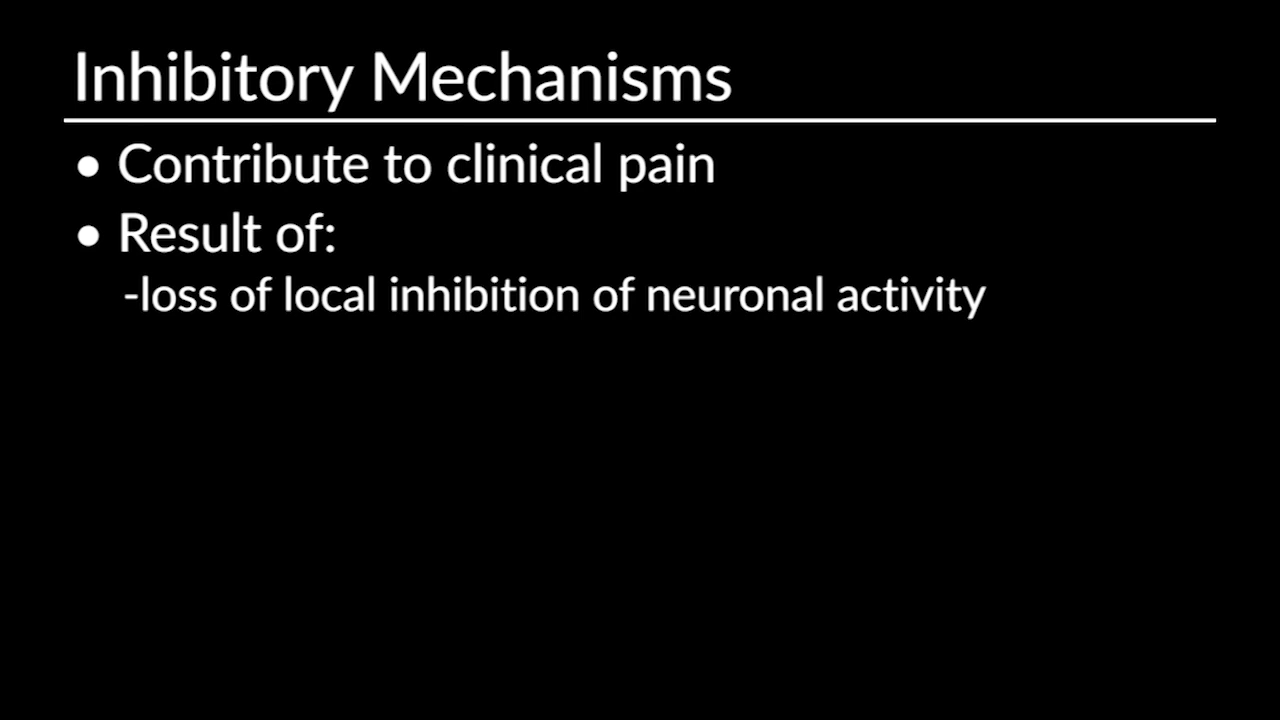 Inhibitory Mechanisms
• Contribute to clinical pain
• Result of:
-loss of local inhibition of neuronal activity